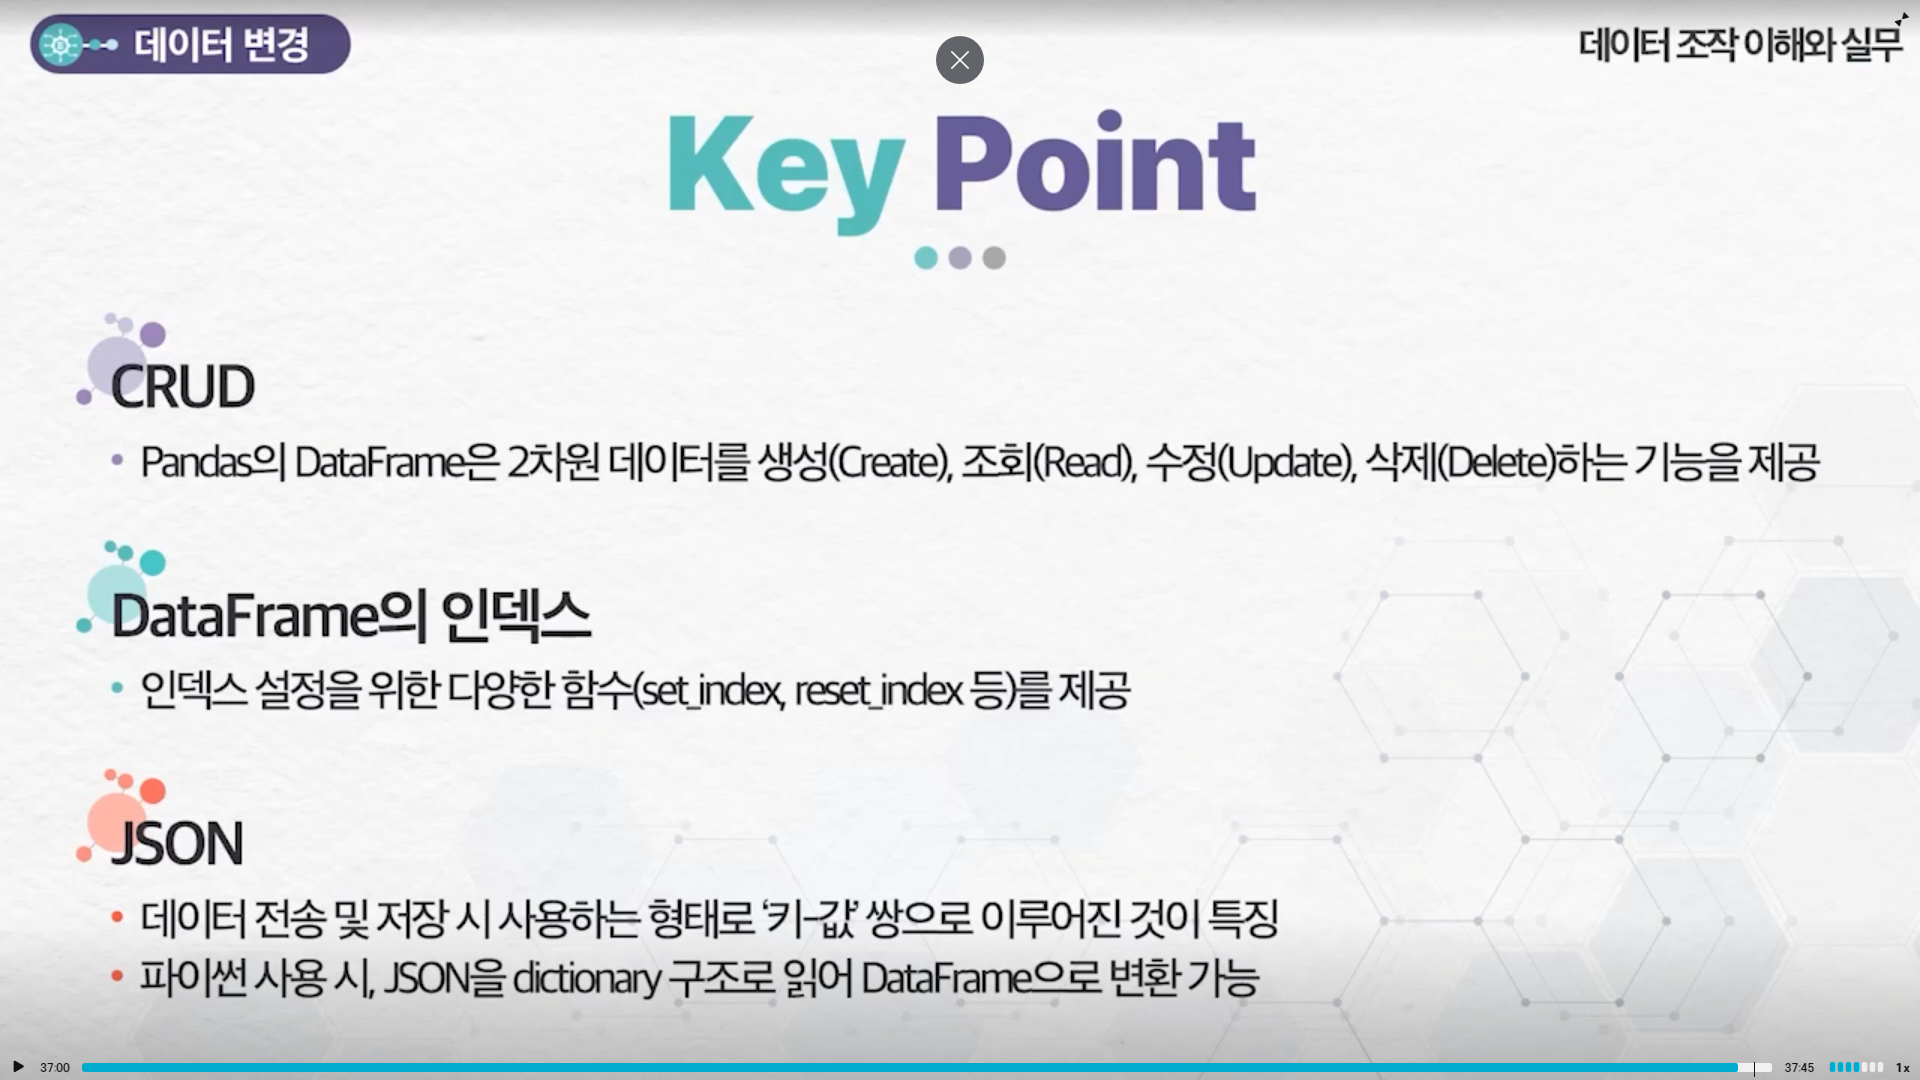 데이터 변경
데이터 조작 이해와 실무
Key Point
CRUD
• Pandas의 DataFrame은 2차원 데이터를 생성(Create), 조회(Read), 수정(Update), 삭제(Delete)하는 기능을 제공
DataFrame의 인덱스
• 인덱스 설정을 위한 다양한 함수(set_index, reset_index 등)를 제공
JSON
• 데이터 전송 및 저장 시 사용하는 형태로 ‘키-값’ 쌍으로 이루어진 것이 특징
• 파이썬 사용 시, JSON을 dictionary 구조로 읽어 DataFrame으로 변환 가능
37:00
37:45
1x